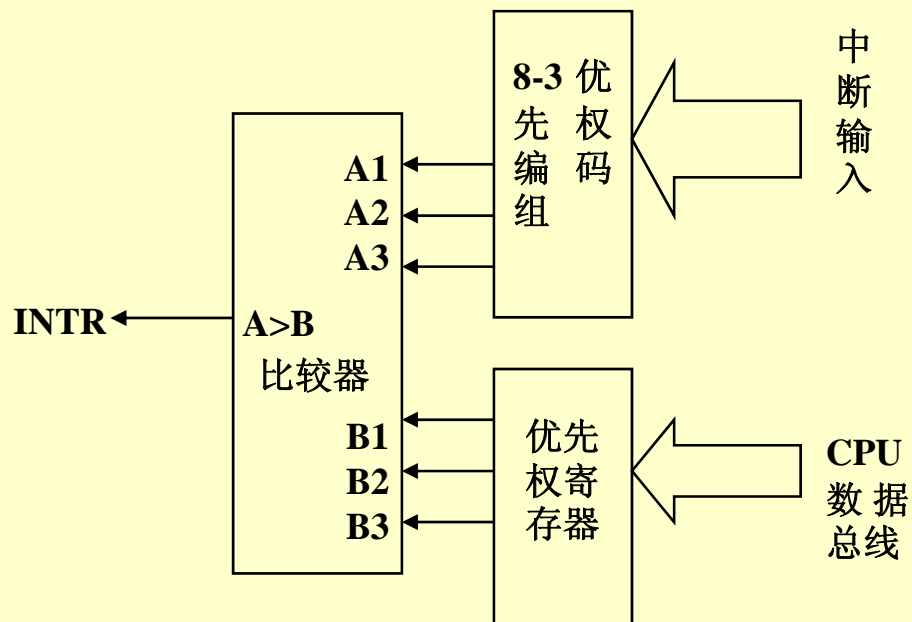 8-3 优
先 权
编 码
组
中
断
输
入
A1
A2
A3
INTR
A>B
比较器
B1
B2
B3
优先
权寄
存器
CPU
数 据
总线